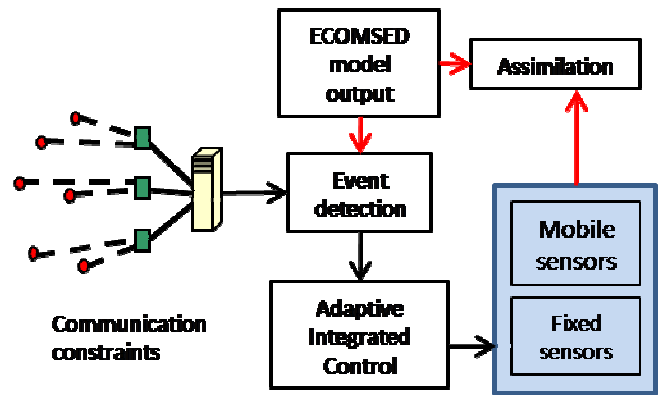 ECOMSED
model
output
Assimilation
Event
detection
Mobile
sensors
Communication
constraints
Adaptive
Integrated
Control
Fixed
sensors